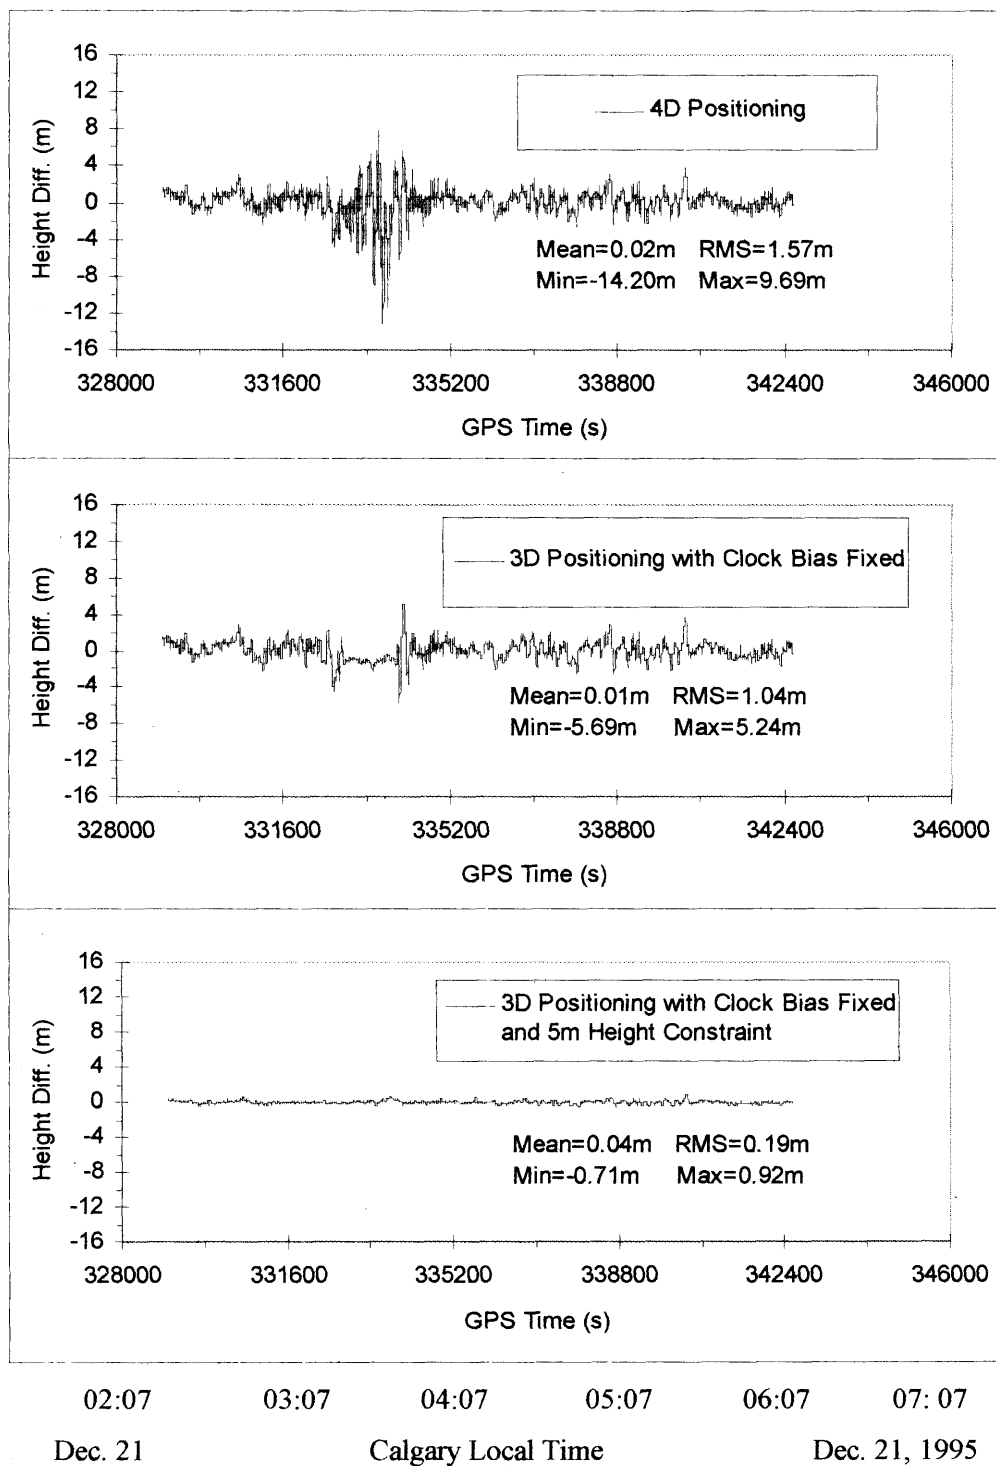 16
12
8
4
0
-4
-8
-12
-16
Height Diff. (m)
4D Positioning
Mean=0.02m RMS=1.57m
Min=-14.20m Max=9.69m
328000 331600 335200 338800 342400 346000
GPS Time (s)
16
12
8
4
0
-4
-8
-12
-16
Height Diff. (m)
3D Positioning with Clock Bias Fixed
Mean=0.01m RMS=1.04m
Min=-5.69m Max=5.24m
328000 331600 335200 338800 342400 346000
GPS Time (s)
16
12
8
4
0
-4
-8
-12
-16
Height Diff. (m)
3D Positioning with Clock Bias Fixed
and 5m Height Constraint
Mean=0.04m RMS=0.19m
Min=-0.71m Max=0.92m
328000 331600 335200 338800 342400 346000
GPS Time (s)
02:07 03:07 04:07 05:07 06:07 07: 07
Dec. 21 Calgary Local Time Dec. 21, 1995